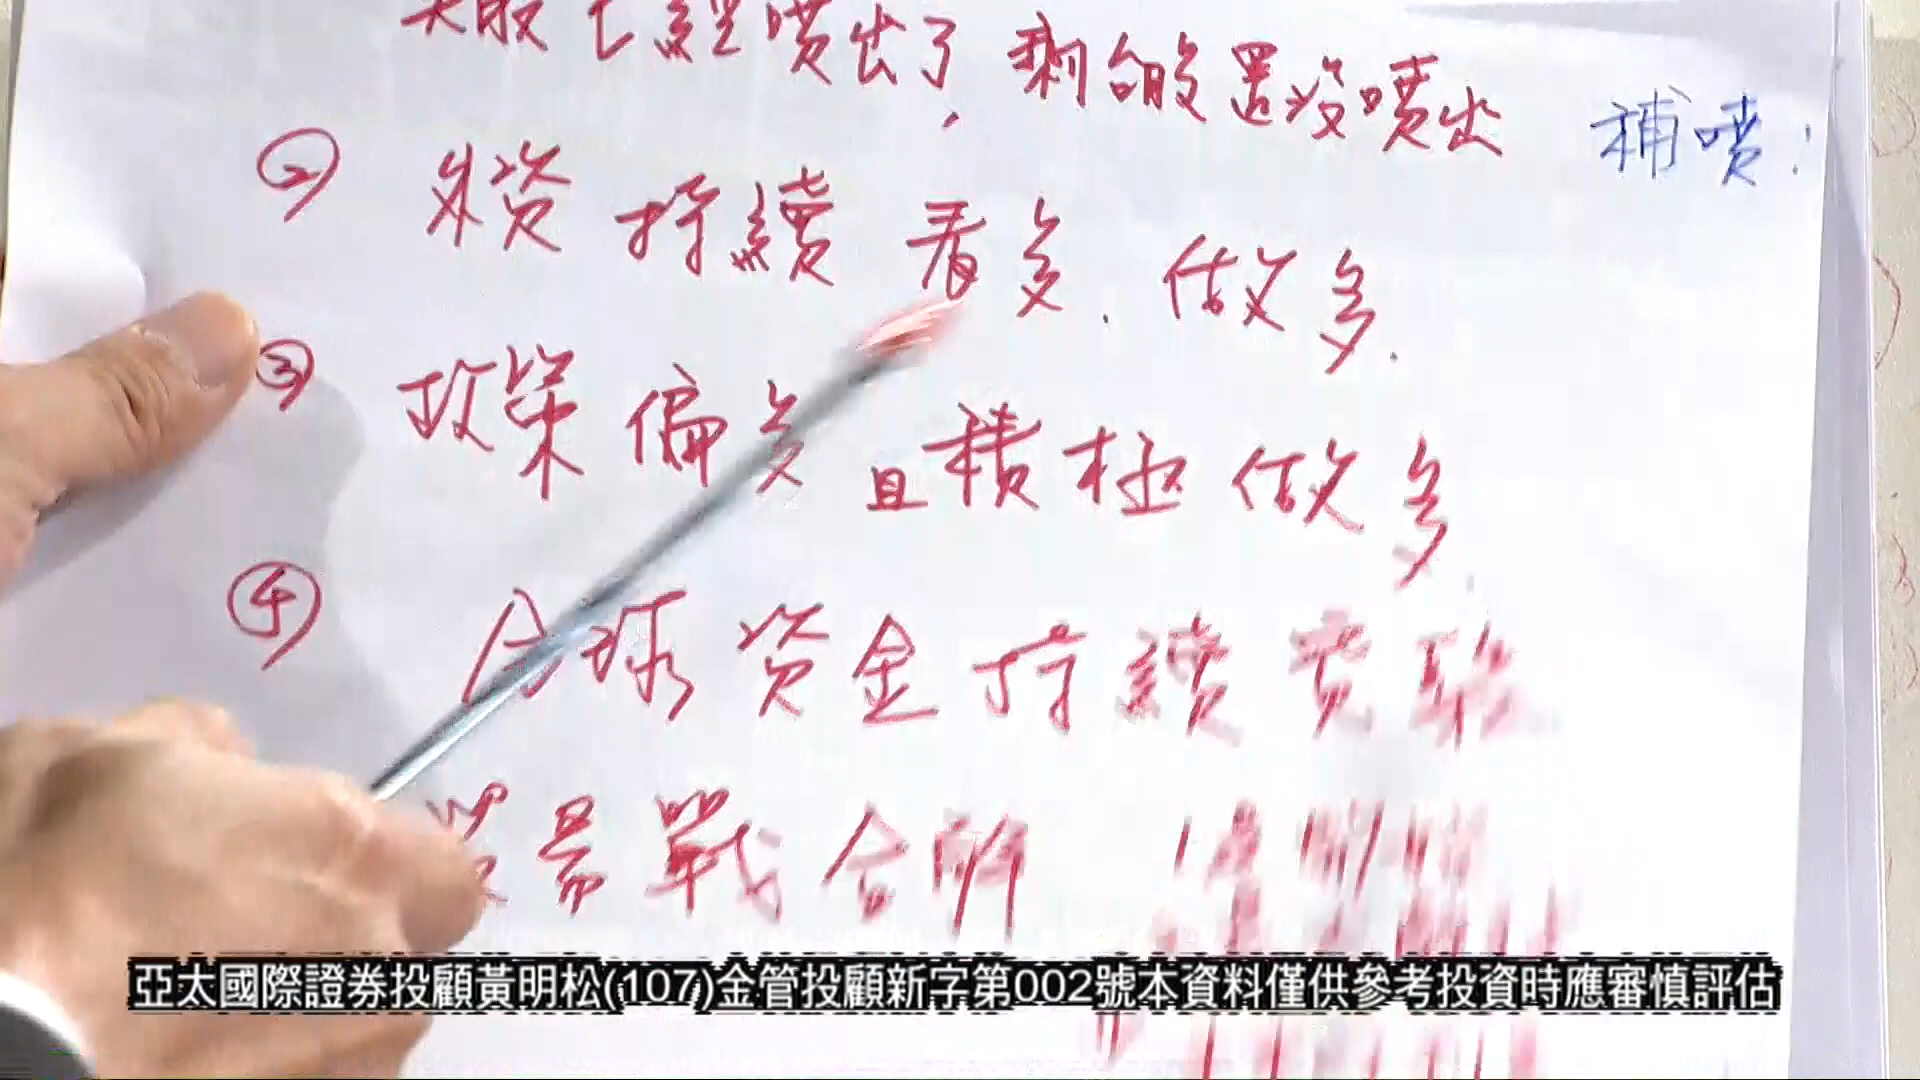 已經噴出了，剩台股還沒噴出 補噴！
② 外資 持續 看多. 做多.
③ 政策 偏多 且積極做多.
④ 全球資金持續寬鬆
貿易戰合解
亞太國際證券投顧黃明松(107)金管投顧新字第002號本資料僅供參考投資時應審慎評估